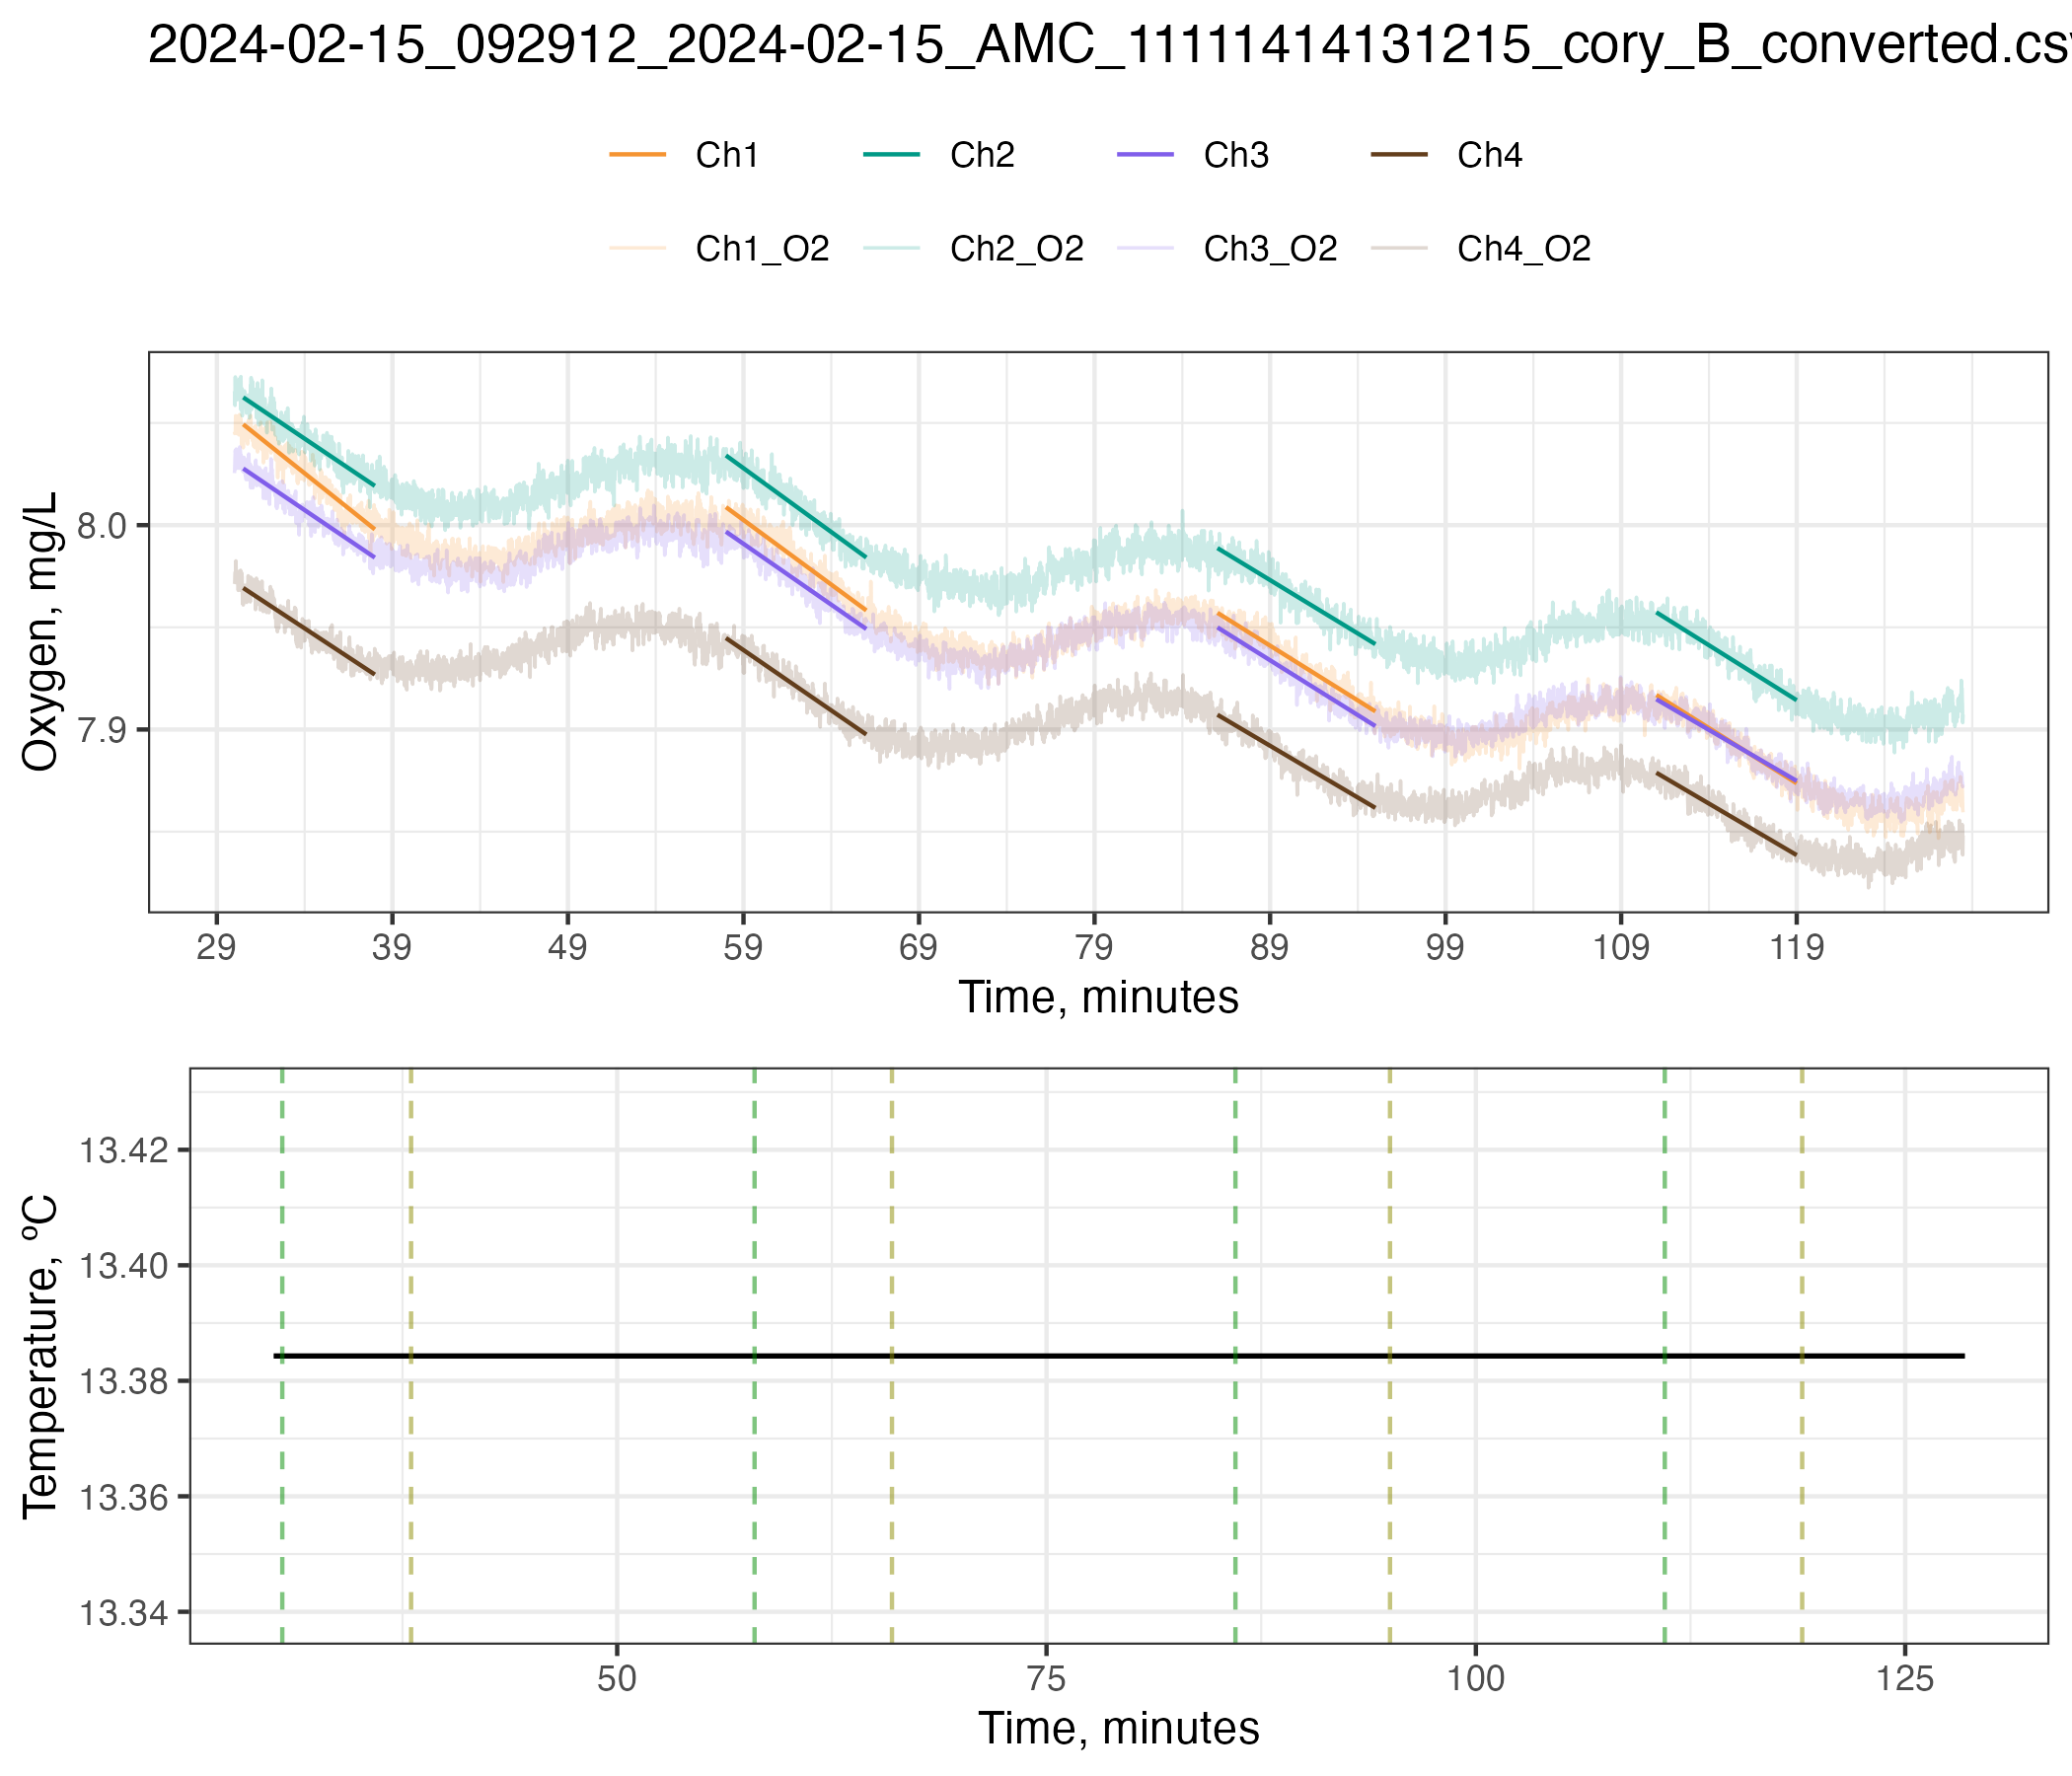 2024-02-15_092912_2024-02-15_AMC_11111414131215_cory_B_converted.csv
Ch1 Ch2 Ch3 Ch4
Ch1_O2 Ch2_O2 Ch3_O2 Ch4_O2
Oxygen, mg/L
8.0
7.9
29 39 49 59 69 79 89 99 109 119
Time, minutes
Temperature, ºC
13.42
13.40
13.38
13.36
13.34
50 75 100 125
Time, minutes